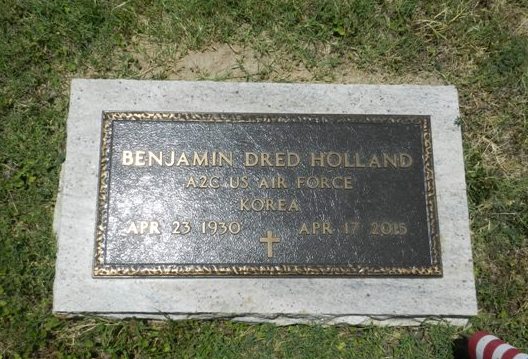 BENJAMIN DRED HOLLAND
A2C US AIR FORCE
KOREA
APR 23 1930 APR 17 2015